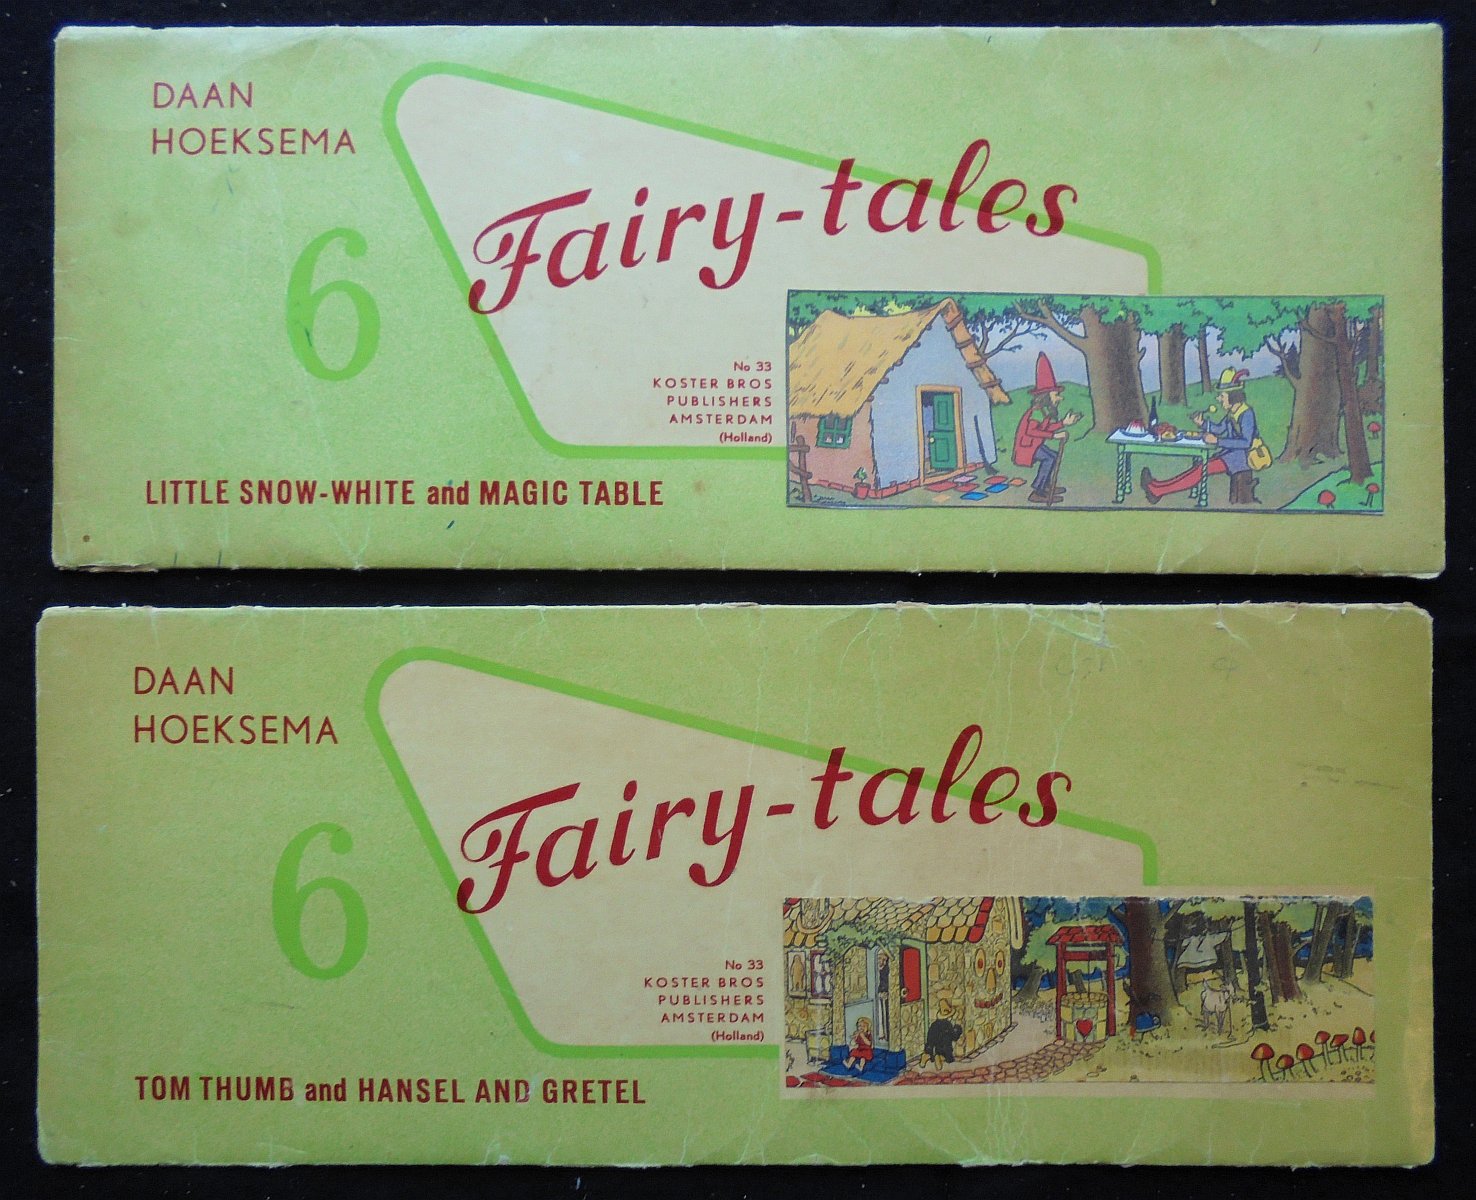 DAAN
HOEKSEMA
Fairy-tales
6
No 33
KOSTER BROS
PUBLISHERS
AMSTERDAM
(Holland)
LITTLE SNOW-WHITE and MAGIC TABLE
DAAN
HOEKSEMA
Fairy-tales
6
No 33
KOSTER BROS
PUBLISHERS
AMSTERDAM
(Holland)
TOM THUMB and HANSEL AND GRETEL